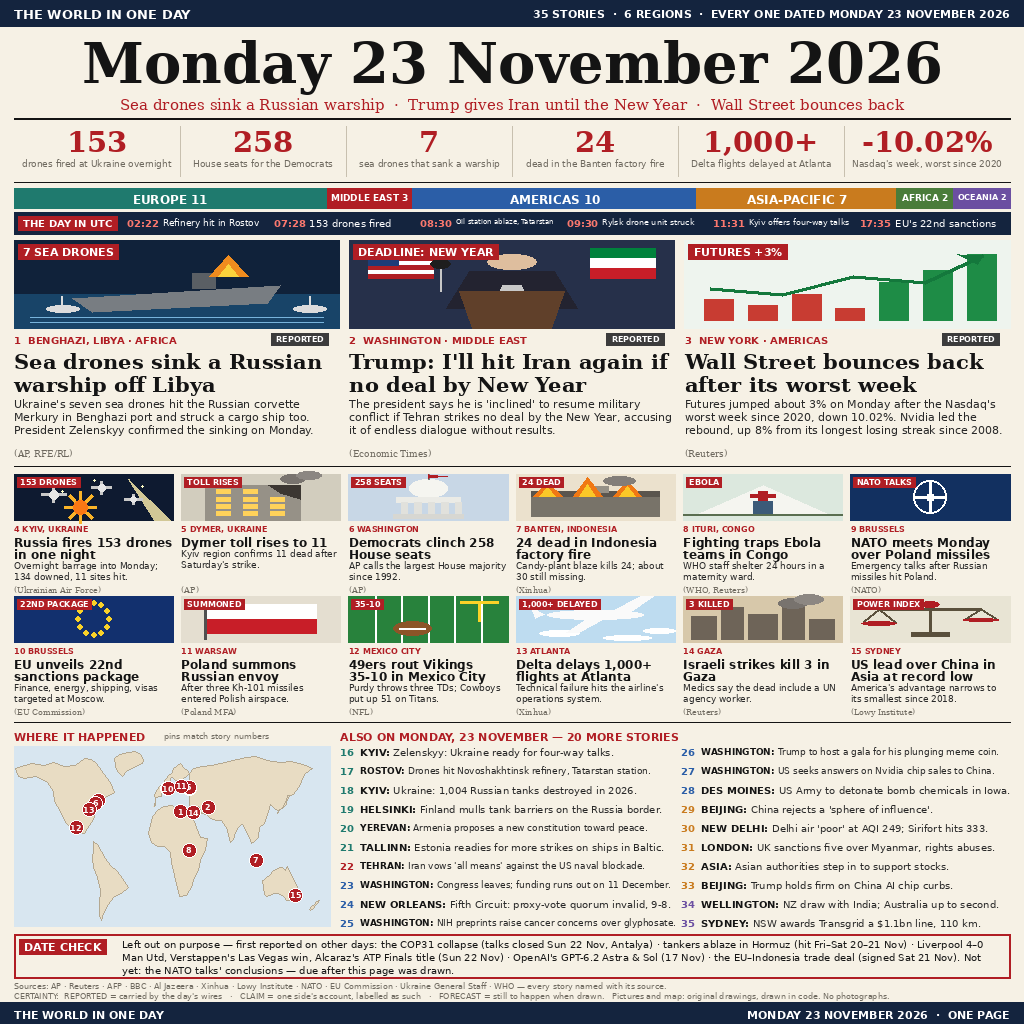 THE WORLD IN ONE DAY
35 STORIES · 6 REGIONS · EVERY ONE DATED MONDAY 23 NOVEMBER 2026
Monday 23 November 2026
Sea drones sink a Russian warship · Trump gives Iran until the New Year · Wall Street bounces back
153
drones fired at Ukraine overnight
258
House seats for the Democrats
7
sea drones that sank a warship
24
dead in the Banten factory fire
1,000+
Delta flights delayed at Atlanta
-10.02%
Nasdaq's week, worst since 2020
EUROPE 11
MIDDLE EAST 3
AMERICAS 10
ASIA-PACIFIC 7
AFRICA 2
OCEANIA 2
THE DAY IN UTC
02:22 Refinery hit in Rostov
07:28 153 drones fired
08:30 Oil station ablaze, Tatarstan
09:30 Rylsk drone unit struck
11:31 Kyiv offers four-way talks
17:35 EU's 22nd sanctions
7 SEA DRONES
1 BENGHAZI, LIBYA · AFRICA
REPORTED
Sea drones sink a Russian
warship off Libya
Ukraine's seven sea drones hit the Russian corvette
Merkury in Benghazi port and struck a cargo ship too.
President Zelenskyy confirmed the sinking on Monday.
(AP, RFE/RL)
DEADLINE: NEW YEAR
2 WASHINGTON · MIDDLE EAST
REPORTED
Trump: I'll hit Iran again if
no deal by New Year
The president says he is 'inclined' to resume military
conflict if Tehran strikes no deal by the New Year, accusing
it of endless dialogue without results.
(Economic Times)
FUTURES +3%
3 NEW YORK · AMERICAS
REPORTED
Wall Street bounces back
after its worst week
Futures jumped about 3% on Monday after the Nasdaq's
worst week since 2020, down 10.02%. Nvidia led the
rebound, up 8% from its longest losing streak since 2008.
(Reuters)
153 DRONES
4 KYIV, UKRAINE
Russia fires 153 drones
in one night
Overnight barrage into Monday;
134 downed, 11 sites hit.
(Ukrainian Air Force)
TOLL RISES
5 DYMER, UKRAINE
Dymer toll rises to 11
Kyiv region confirms 11 dead after
Saturday's strike.
(AP)
258 SEATS
6 WASHINGTON
Democrats clinch 258
House seats
AP calls the largest House majority
since 1992.
(AP)
24 DEAD
7 BANTEN, INDONESIA
24 dead in Indonesia
factory fire
Candy-plant blaze kills 24; about
30 still missing.
(Xinhua)
EBOLA
8 ITURI, CONGO
Fighting traps Ebola
teams in Congo
WHO staff shelter 24 hours in a
maternity ward.
(WHO, Reuters)
NATO TALKS
9 BRUSSELS
NATO meets Monday
over Poland missiles
Emergency talks after Russian
missiles hit Poland.
(NATO)
22ND PACKAGE
10 BRUSSELS
EU unveils 22nd
sanctions package
Finance, energy, shipping, visas
targeted at Moscow.
(EU Commission)
SUMMONED
11 WARSAW
Poland summons
Russian envoy
After three Kh-101 missiles
entered Polish airspace.
(Poland MFA)
35-10
12 MEXICO CITY
49ers rout Vikings
35-10 in Mexico City
Purdy throws three TDs; Cowboys
put up 51 on Titans.
(NFL)
1,000+ DELAYED
13 ATLANTA
Delta delays 1,000+
flights at Atlanta
Technical failure hits the airline's
operations system.
(Xinhua)
3 KILLED
14 GAZA
Israeli strikes kill 3 in
Gaza
Medics say the dead include a UN
agency worker.
(Reuters)
POWER INDEX
15 SYDNEY
US lead over China in
Asia at record low
America's advantage narrows to
its smallest since 2018.
(Lowy Institute)
WHERE IT HAPPENED pins match story numbers
10
11
5
6
13
12
1
14
2
8
7
15
ALSO ON MONDAY, 23 NOVEMBER — 20 MORE STORIES
16 KYIV: Zelenskyy: Ukraine ready for four-way talks.
17 ROSTOV: Drones hit Novoshakhtinsk refinery, Tatarstan station.
18 KYIV: Ukraine: 1,004 Russian tanks destroyed in 2026.
19 HELSINKI: Finland mulls tank barriers on the Russia border.
20 YEREVAN: Armenia proposes a new constitution toward peace.
21 TALLINN: Estonia readies for more strikes on ships in Baltic.
22 TEHRAN: Iran vows 'all means' against the US naval blockade.
23 WASHINGTON: Congress leaves; funding runs out on 11 December.
24 NEW ORLEANS: Fifth Circuit: proxy-vote quorum invalid, 9-8.
25 WASHINGTON: NIH preprints raise cancer concerns over glyphosate.
26 WASHINGTON: Trump to host a gala for his plunging meme coin.
27 WASHINGTON: US seeks answers on Nvidia chip sales to China.
28 DES MOINES: US Army to detonate bomb chemicals in Iowa.
29 BEIJING: China rejects a 'sphere of influence'.
30 NEW DELHI: Delhi air 'poor' at AQI 249; Sirifort hits 333.
31 LONDON: UK sanctions five over Myanmar, rights abuses.
32 ASIA: Asian authorities step in to support stocks.
33 BEIJING: Trump holds firm on China AI chip curbs.
34 WELLINGTON: NZ draw with India; Australia up to second.
35 SYDNEY: NSW awards Transgrid a $1.1bn line, 110 km.
DATE CHECK
Left out on purpose — first reported on other days: the COP31 collapse (talks closed Sun 22 Nov, Antalya) · tankers ablaze in Hormuz (hit Fri–Sat 20–21 Nov) · Liverpool 4–0
Man Utd, Verstappen's Las Vegas win, Alcaraz's ATP Finals title (Sun 22 Nov) · OpenAI's GPT-6.2 Astra & Sol (17 Nov) · the EU–Indonesia trade deal (signed Sat 21 Nov). Not
yet: the NATO talks' conclusions — due after this page was drawn.
Sources: AP · Reuters · AFP · BBC · Al Jazeera · Xinhua · Lowy Institute · NATO · EU Commission · Ukraine General Staff · WHO — every story named with its source.
CERTAINTY: REPORTED = carried by the day's wires · CLAIM = one side's account, labelled as such · FORECAST = still to happen when drawn. Pictures and map: original drawings, drawn in code. No photographs.
THE WORLD IN ONE DAY
MONDAY 23 NOVEMBER 2026 · ONE PAGE